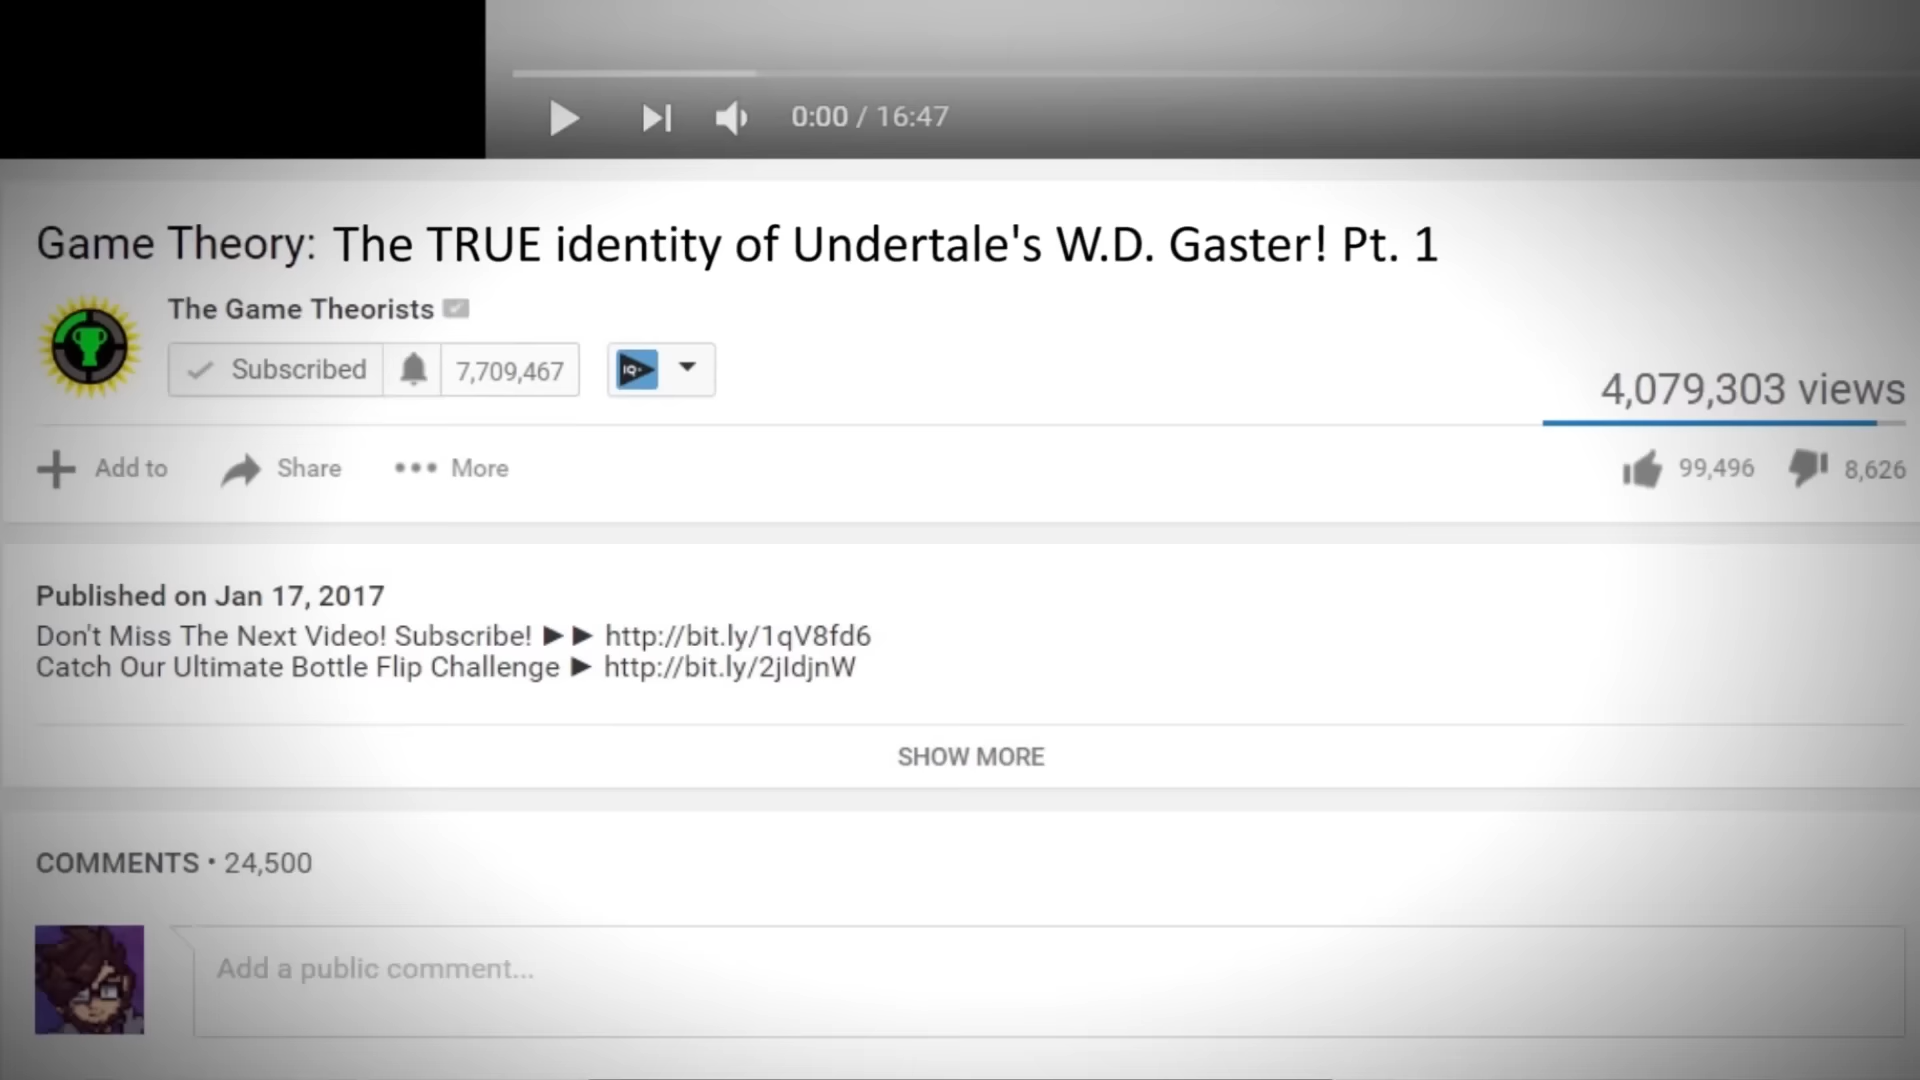 0:00 / 16:47
Game Theory: The TRUE identity of Undertale's W.D. Gaster! Pt. 1
The Game Theorists
Subscribed 7,709,467 IQ+
4,079,303 views
Add to Share More 99,496 8,626
Published on Jan 17, 2017
Don't Miss The Next Video! Subscribe! ►► http://bit.ly/1qV8fd6
Catch Our Ultimate Bottle Flip Challenge ► http://bit.ly/2jIdjnW
SHOW MORE
COMMENTS • 24,500
Add a public comment...